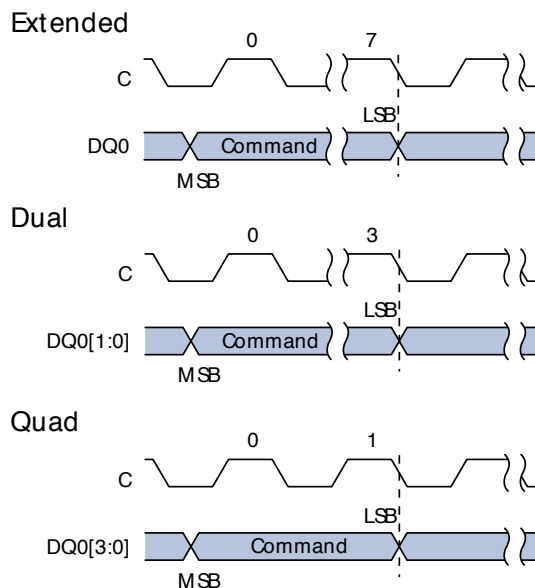 Extended
0 7
C
LSB
DQ0 Command
MSB
Dual
0 3
C
LSB
DQ0[1:0] Command
MSB
Quad
0 1
C
LSB
DQ0[3:0] Command
MSB